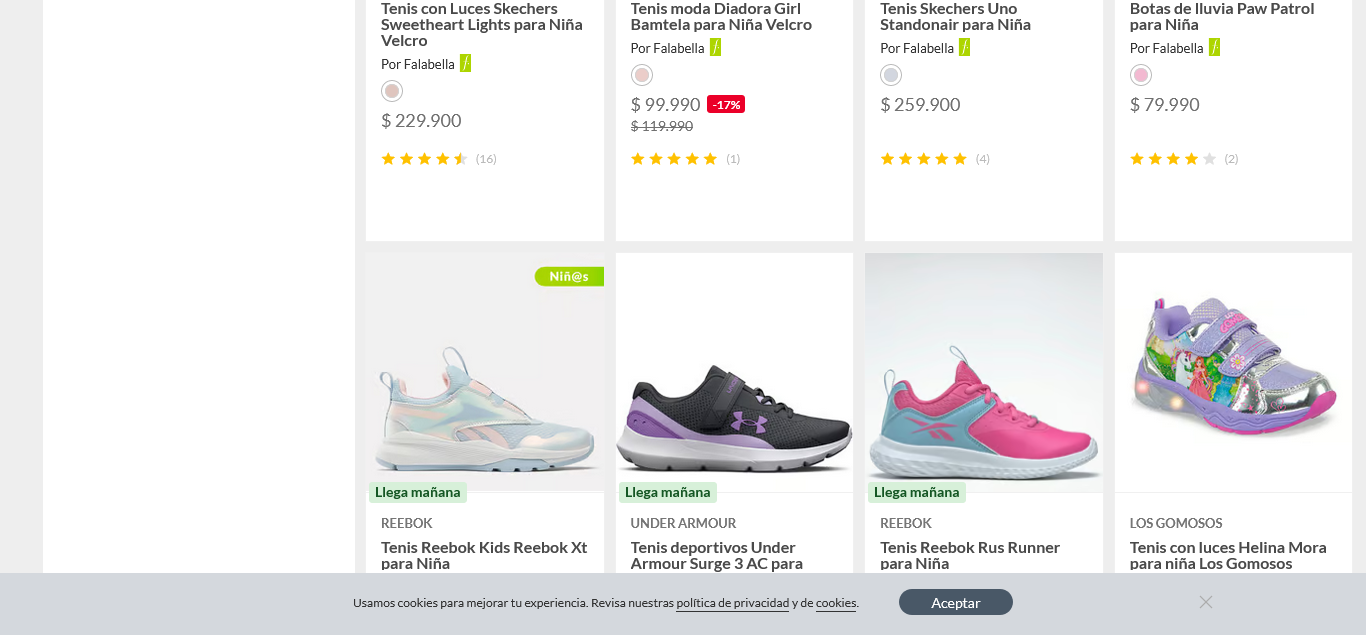 Tenis con Luces Skechers
Sweetheart Lights para Niña
Velcro
Por Falabella
$ 229.900
(16)
Tenis moda Diadora Girl
Bamtela para Niña Velcro
Por Falabella
$ 99.990 -17%
$ 119.990
(1)
Tenis Skechers Uno
Standonair para Niña
Por Falabella
$ 259.900
(4)
Botas de lluvia Paw Patrol
para Niña
Por Falabella
$ 79.990
(2)
Niñ@s
Llega mañana
REEBOK
Tenis Reebok Kids Reebok Xt
para Niña
Llega mañana
UNDER ARMOUR
Tenis deportivos Under
Armour Surge 3 AC para
Llega mañana
REEBOK
Tenis Reebok Rus Runner
para Niña
LOS GOMOSOS
Tenis con luces Helina Mora
para niña Los Gomosos
Usamos cookies para mejorar tu experiencia. Revisa nuestras política de privacidad y de cookies.
Aceptar